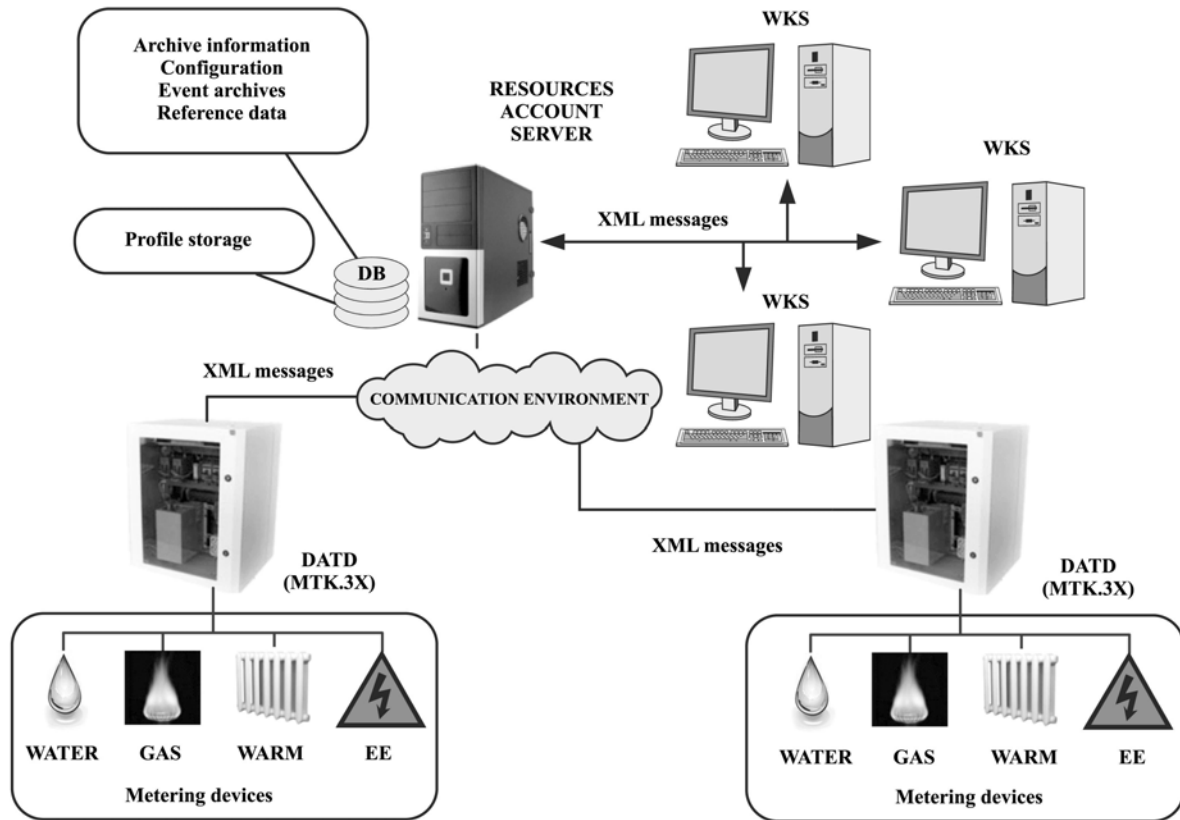 WKS
Archive information
Configuration
Event archives
Reference data
RESOURCES
ACCOUNT
SERVER
WKS
XML messages
Profile storage
DB
WKS
XML messages
COMMUNICATION ENVIRONMENT
XML messages
DATD
(MTK.3X)
DATD
(MTK.3X)
WATER
GAS
WARM
EE
Metering devices
WATER
GAS
WARM
EE
Metering devices